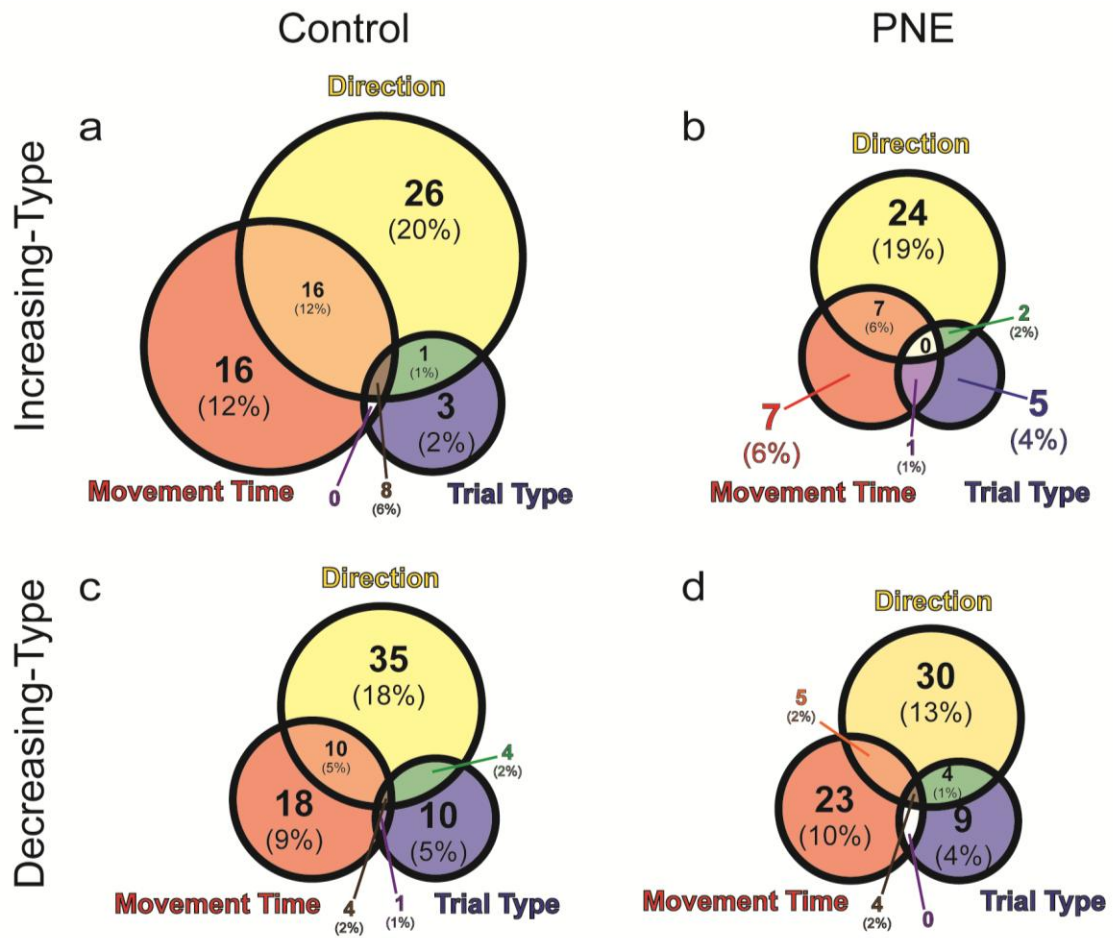 Control
PNE
Increasing-Type
a
Direction
26
(20%)
16
(12%)
16
(12%)
1
(1%)
3
(2%)
Movement Time
0
8
(6%)
Trial Type
b
Direction
24
(19%)
7
(6%)
2
(2%)
0
7
(6%)
1
(1%)
5
(4%)
Movement Time
Trial Type
Decreasing-Type
c
Direction
35
(18%)
10
(5%)
4
(2%)
18
(9%)
10
(5%)
Movement Time
4
(2%)
1
(1%)
Trial Type
d
Direction
30
(13%)
5
(2%)
4
(1%)
23
(10%)
9
(4%)
Movement Time
4
(2%)
0
Trial Type